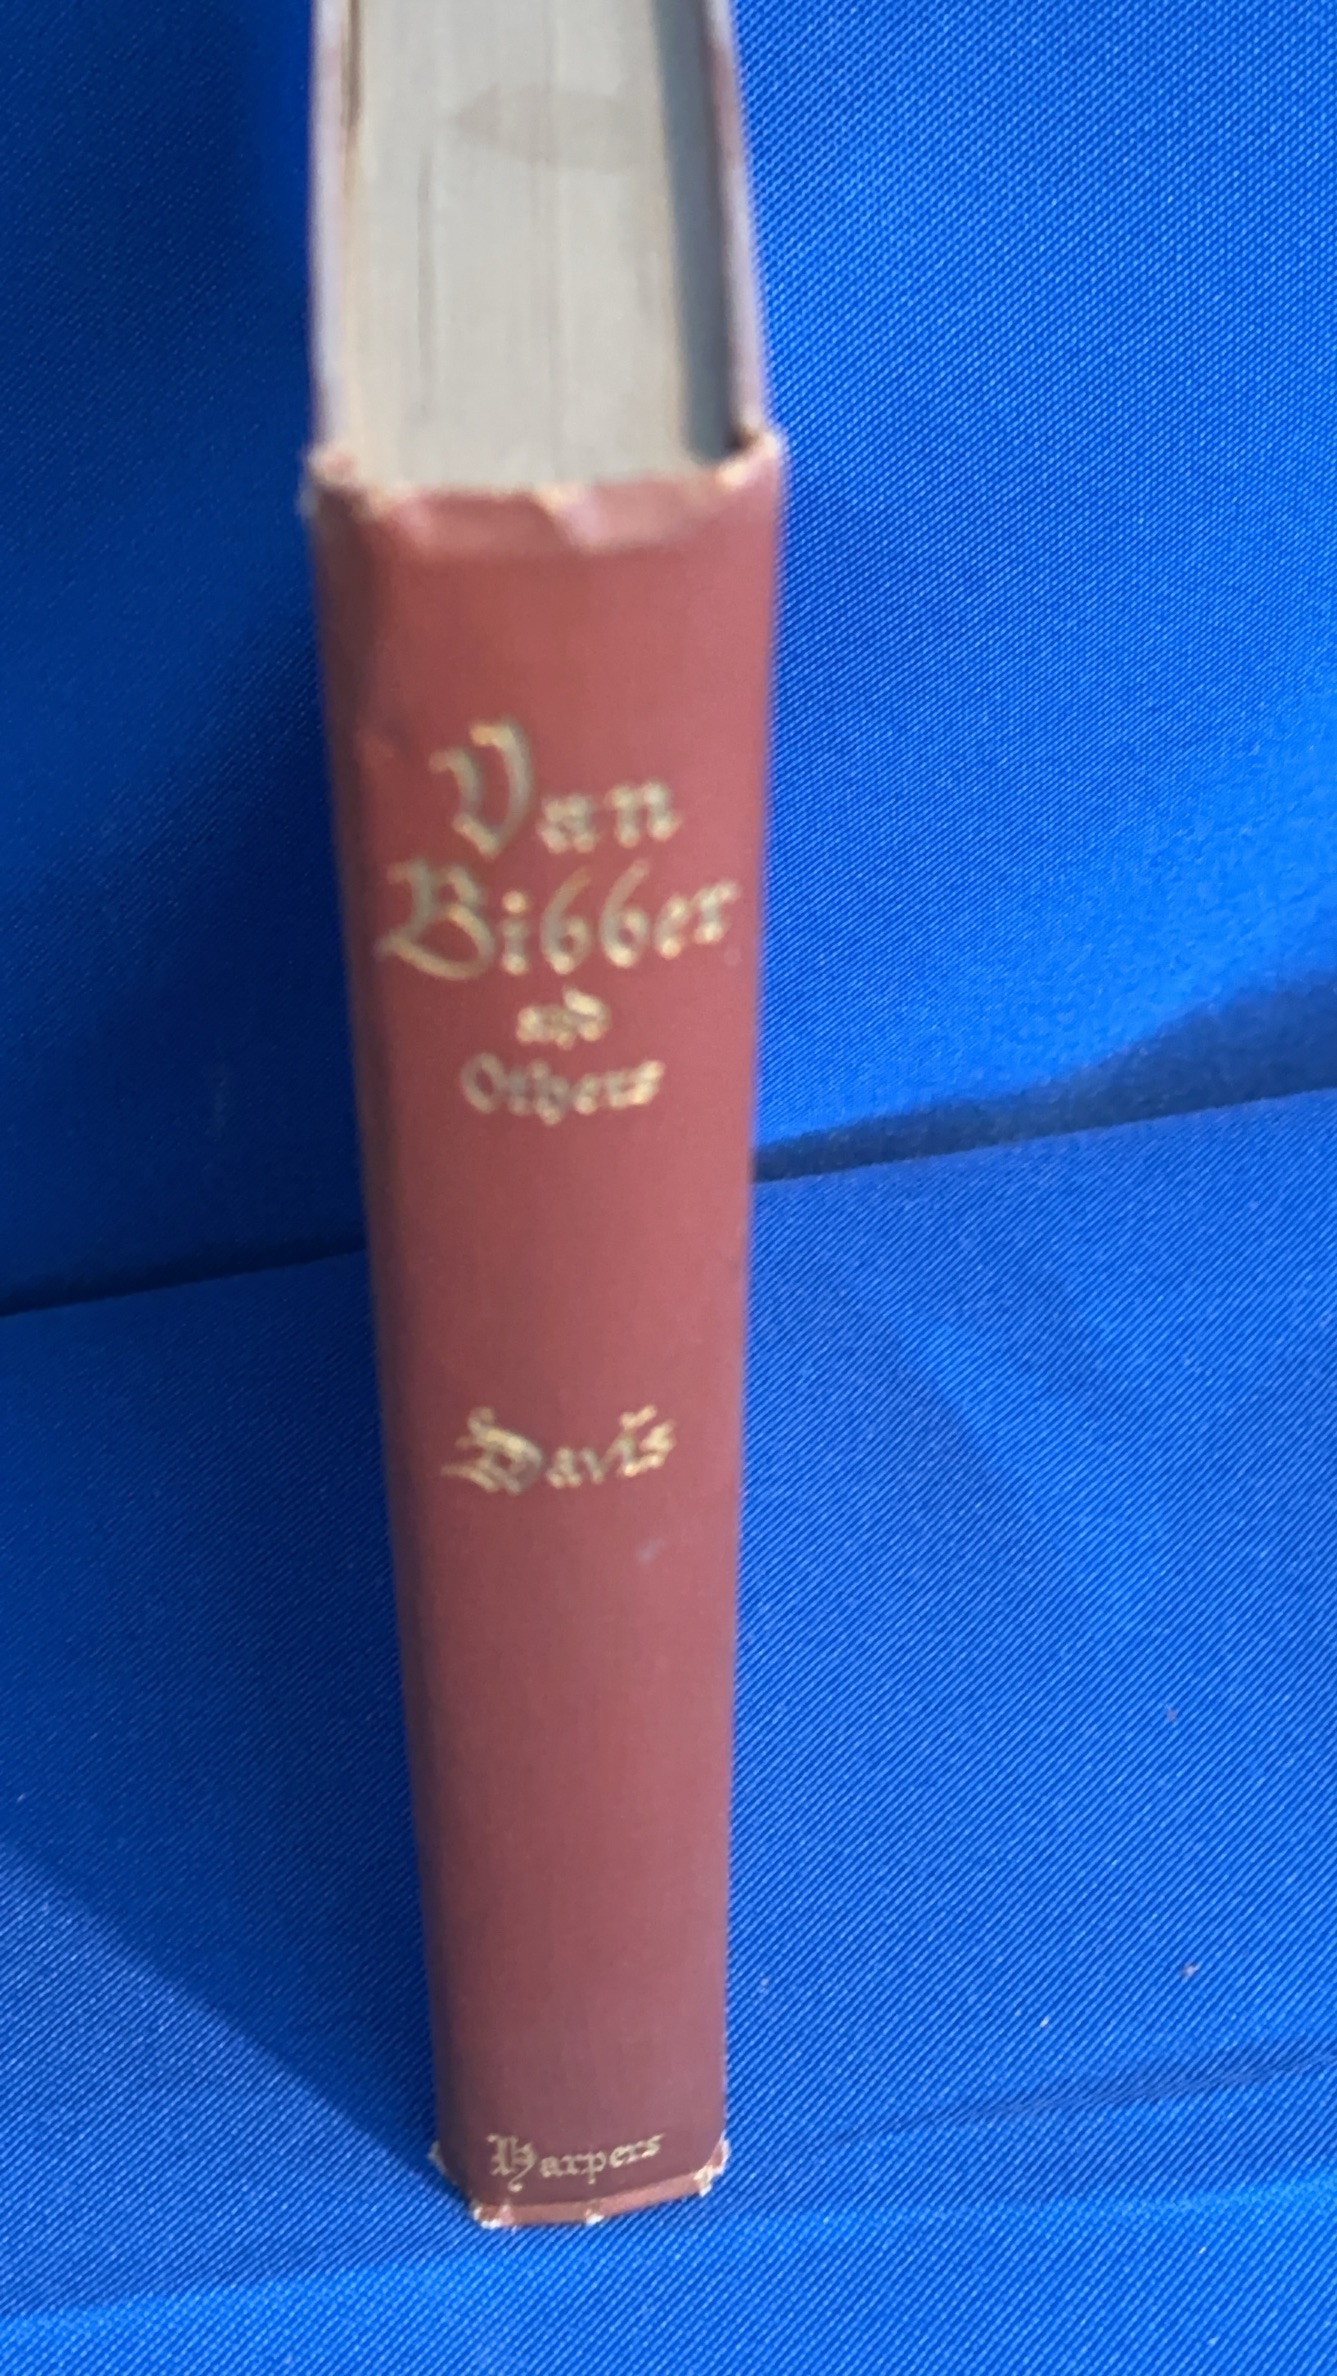 Van
Bibber
and
Others
Davis
Harpers